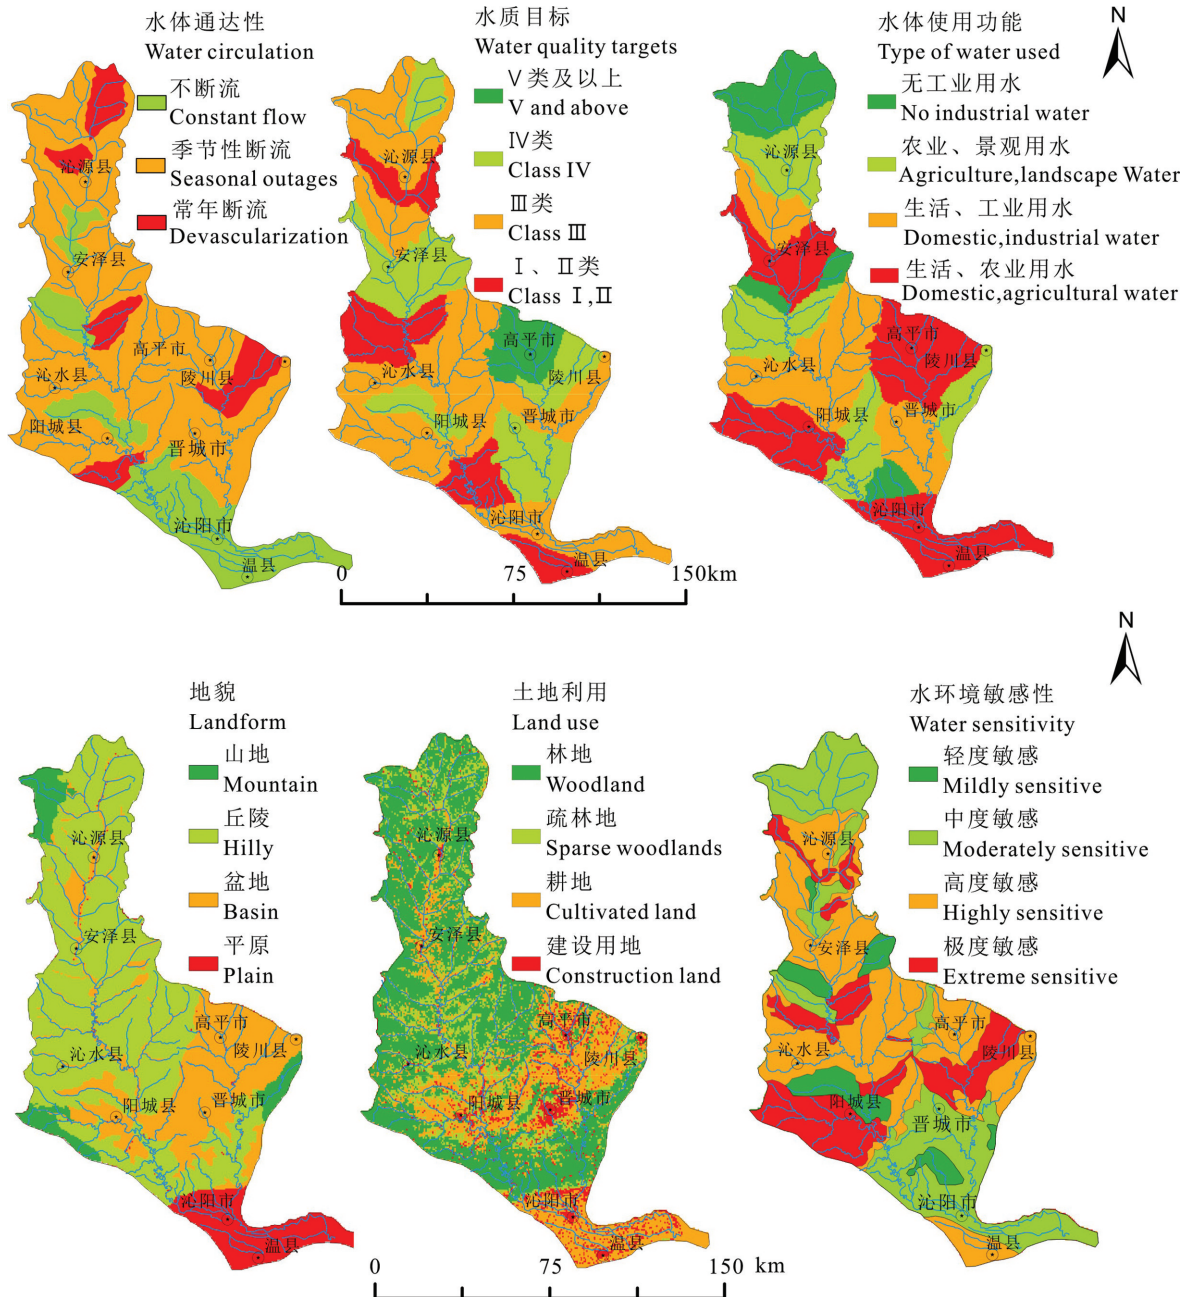 水体通达性
Water circulation
不断流
Constant flow
季节性断流
Seasonal outages
常年断流
Devascularization
沁源县
安泽县
高平市
沁水县
陵川县
阳城县
晋城市
沁阳市
温县
水质目标
Water quality targets
V类及以上
V and above
Ⅳ类
Class Ⅳ
Ⅲ类
Class Ⅲ
Ⅰ、Ⅱ类
Class Ⅰ,Ⅱ
沁源县
安泽县
高平市
沁水县
陵川县
阳城县
晋城市
沁阳市
温县
水体使用功能
Type of water used
无工业用水
No industrial water
农业、景观用水
Agriculture,landscape Water
生活、工业用水
Domestic,industrial water
生活、农业用水
Domestic,agricultural water
N
沁源县
安泽县
高平市
陵川县
沁水县
阳城县
晋城市
沁阳市
温县
0 75 150km
地貌
Landform
山地
Mountain
丘陵
Hilly
盆地
Basin
平原
Plain
沁源县
安泽县
高平市
陵川县
沁水县
阳城县
晋城市
沁阳市
温县
土地利用
Land use
林地
Woodland
疏林地
Sparse woodlands
耕地
Cultivated land
建设用地
Construction land
沁源县
安泽县
高平市
陵川县
沁水县
阳城县
晋城市
沁阳市
温县
水环境敏感性
Water sensitivity
轻度敏感
Mildly sensitive
中度敏感
Moderately sensitive
高度敏感
Highly sensitive
极度敏感
Extreme sensitive
N
沁源县
安泽县
高平市
陵川县
沁水县
阳城县
晋城市
沁阳市
温县
0 75 150 km